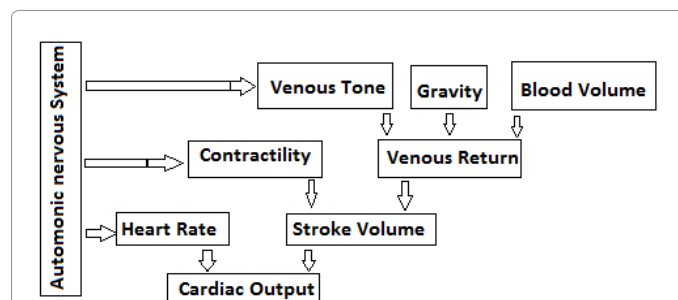 Automonic nervous System
Venous Tone
Gravity
Blood Volume
Contractility
Venous Return
Heart Rate
Stroke Volume
Cardiac Output